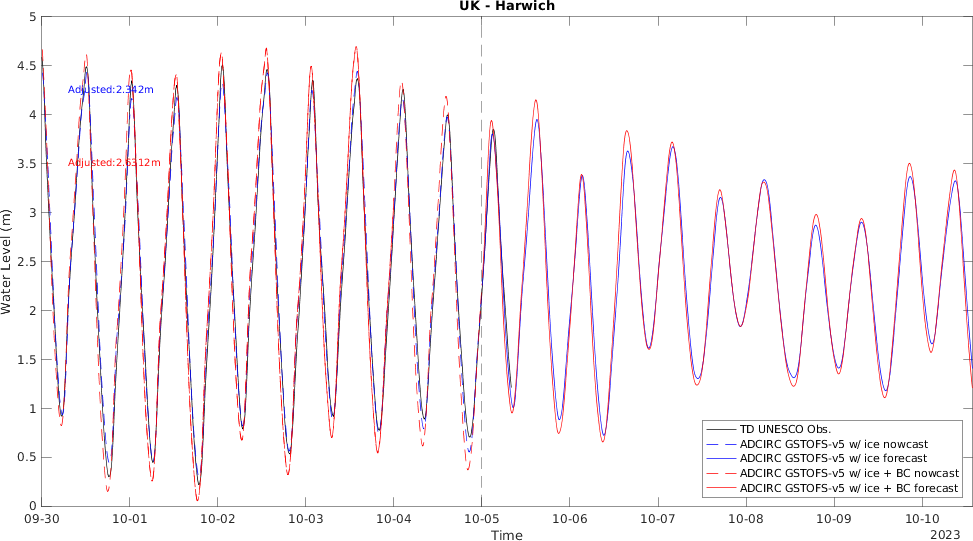 UK - Harwich
Water Level (m)
5
4.5
4
3.5
3
2.5
2
1.5
1
0.5
0
Adjusted:2.342m
Adjusted:2.6312m
TD UNESCO Obs.
ADCIRC GSTOFS-v5 w/ ice nowcast
ADCIRC GSTOFS-v5 w/ ice forecast
ADCIRC GSTOFS-v5 w/ ice + BC nowcast
ADCIRC GSTOFS-v5 w/ ice + BC forecast
09-30 10-01 10-02 10-03 10-04 10-05 10-06 10-07 10-08 10-09 10-10
Time
2023